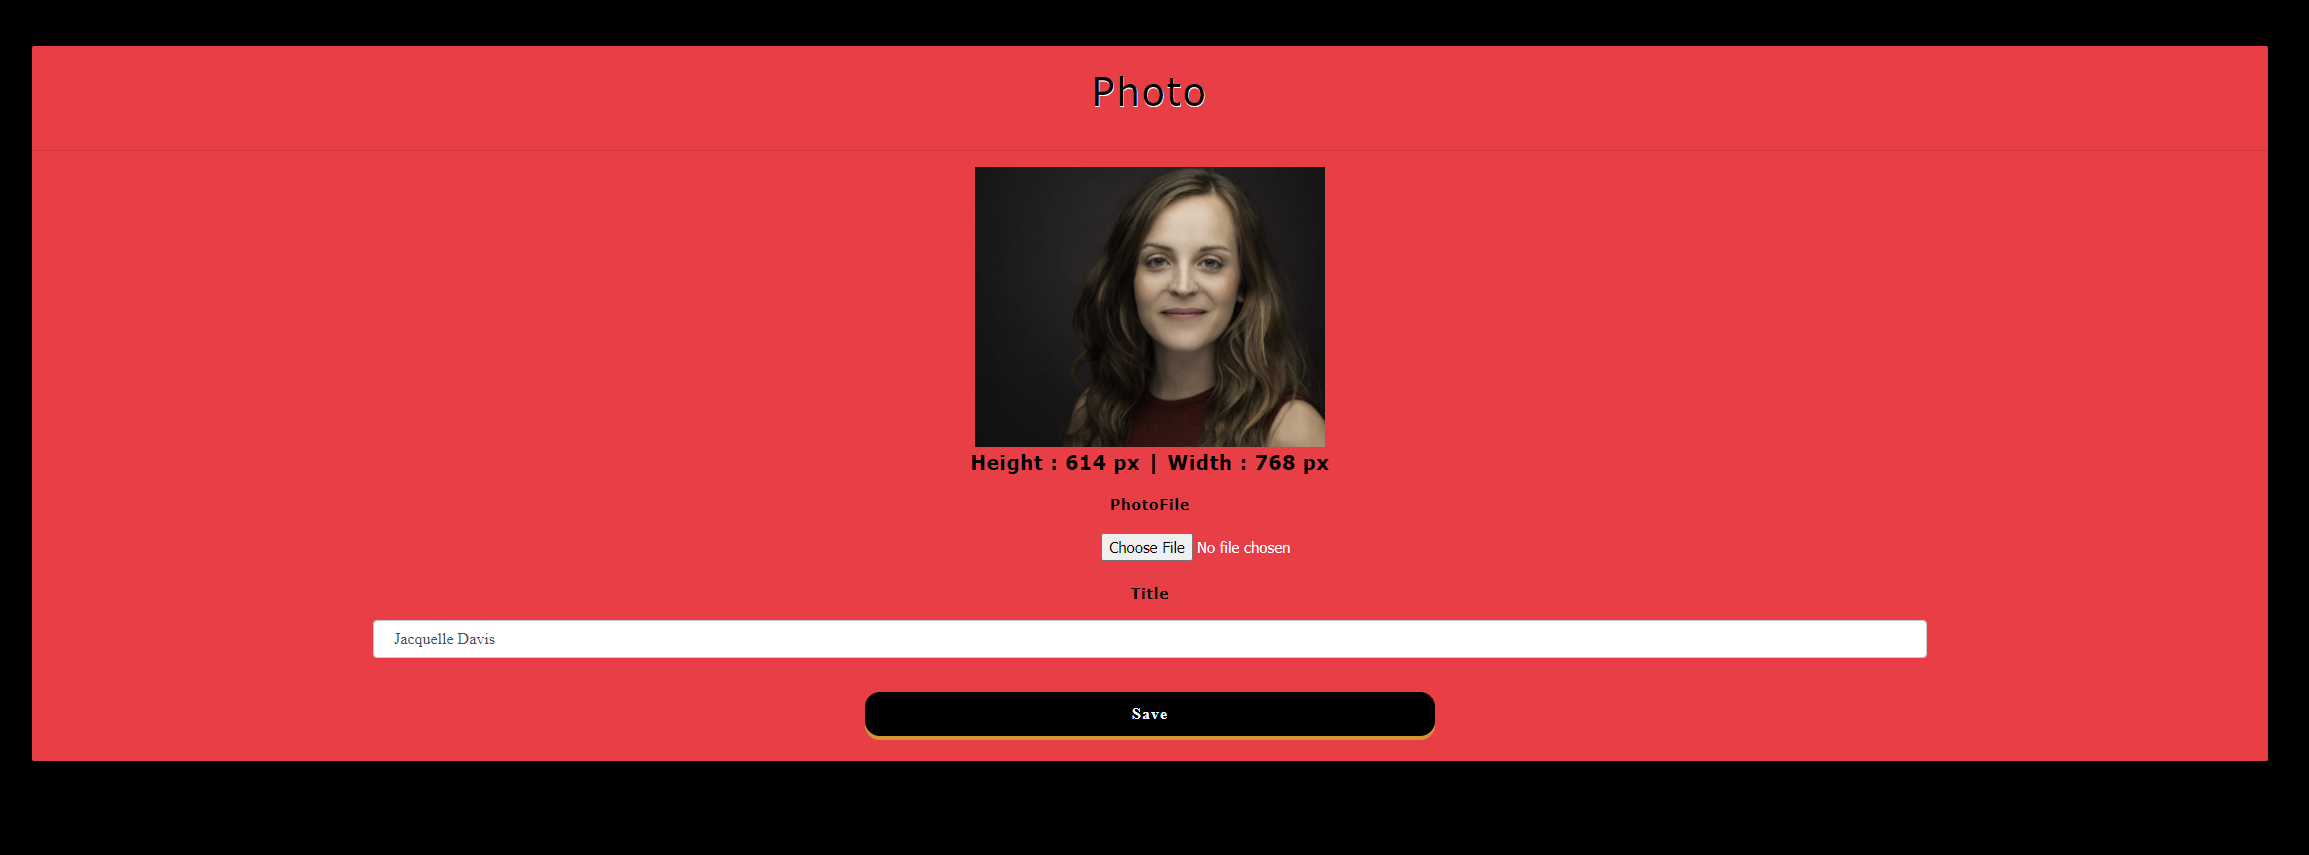 Photo
Height : 614 px | Width : 768 px
PhotoFile
Choose File No file chosen
Title
Jacquelle Davis
Save